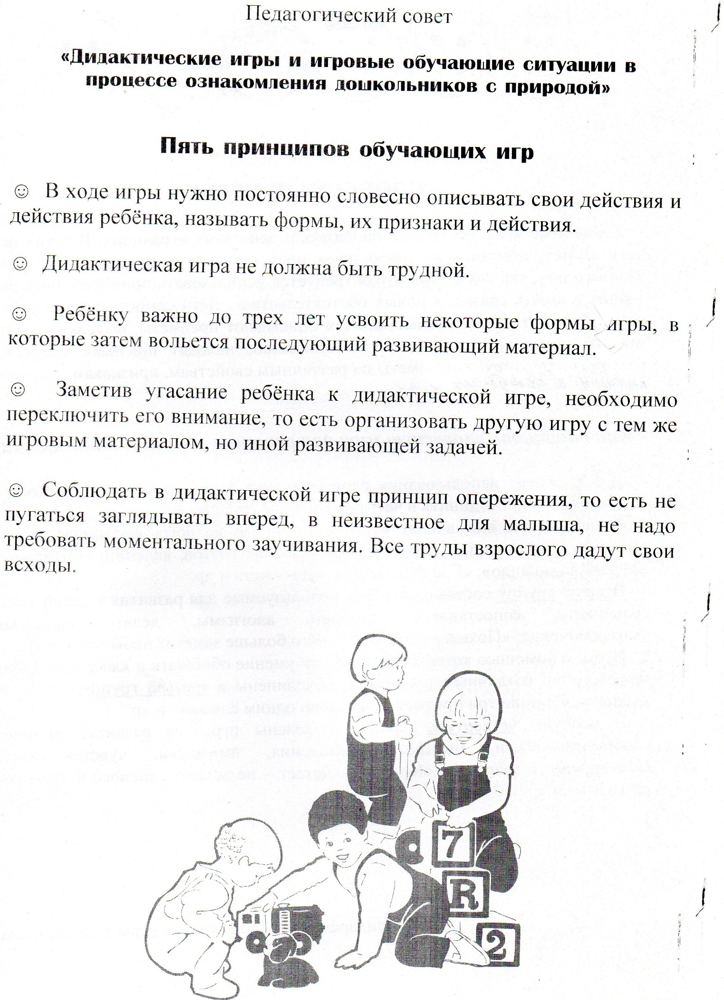 Педагогический совет
«Дидактические игры и игровые обучающие ситуации в
процессе ознакомления дошкольников с природой»
Пять принципов обучающих игр
☺ В ходе игры нужно постоянно словесно описывать свои действия и
действия ребёнка, называть формы, их признаки и действия.
☺ Дидактическая игра не должна быть трудной.
☺ Ребёнку важно до трех лет усвоить некоторые формы игры, в
которые затем вольется последующий развивающий материал.
☺ Заметив угасание ребёнка к дидактической игре, необходимо
переключить его внимание, то есть организовать другую игру с тем же
игровым материалом, но иной развивающей задачей.
☺ Соблюдать в дидактической игре принцип опережения, то есть не
пугаться заглядывать вперед, в неизвестное для малыша, не надо
требовать моментального заучивания. Все труды взрослого дадут свои
всходы.
7
R
2